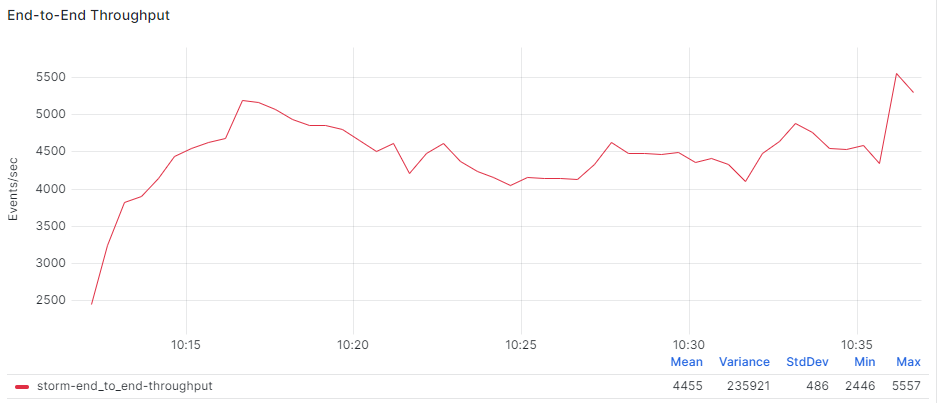 End-to-End Throughput
5500
5000
4500
4000
3500
3000
2500
Events/sec
10:15 10:20 10:25 10:30 10:35
Mean Variance StdDev Min Max
storm-end_to_end-throughput 4455 235921 486 2446 5557